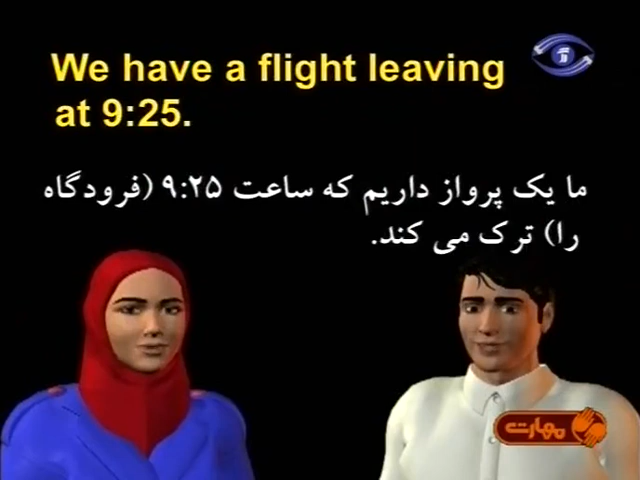 We have a flight leaving
at 9:25.
ما یک پرواز داریم که ساعت ۹:۲۵ (فرودگاه
را) ترک می کند.
مهارت